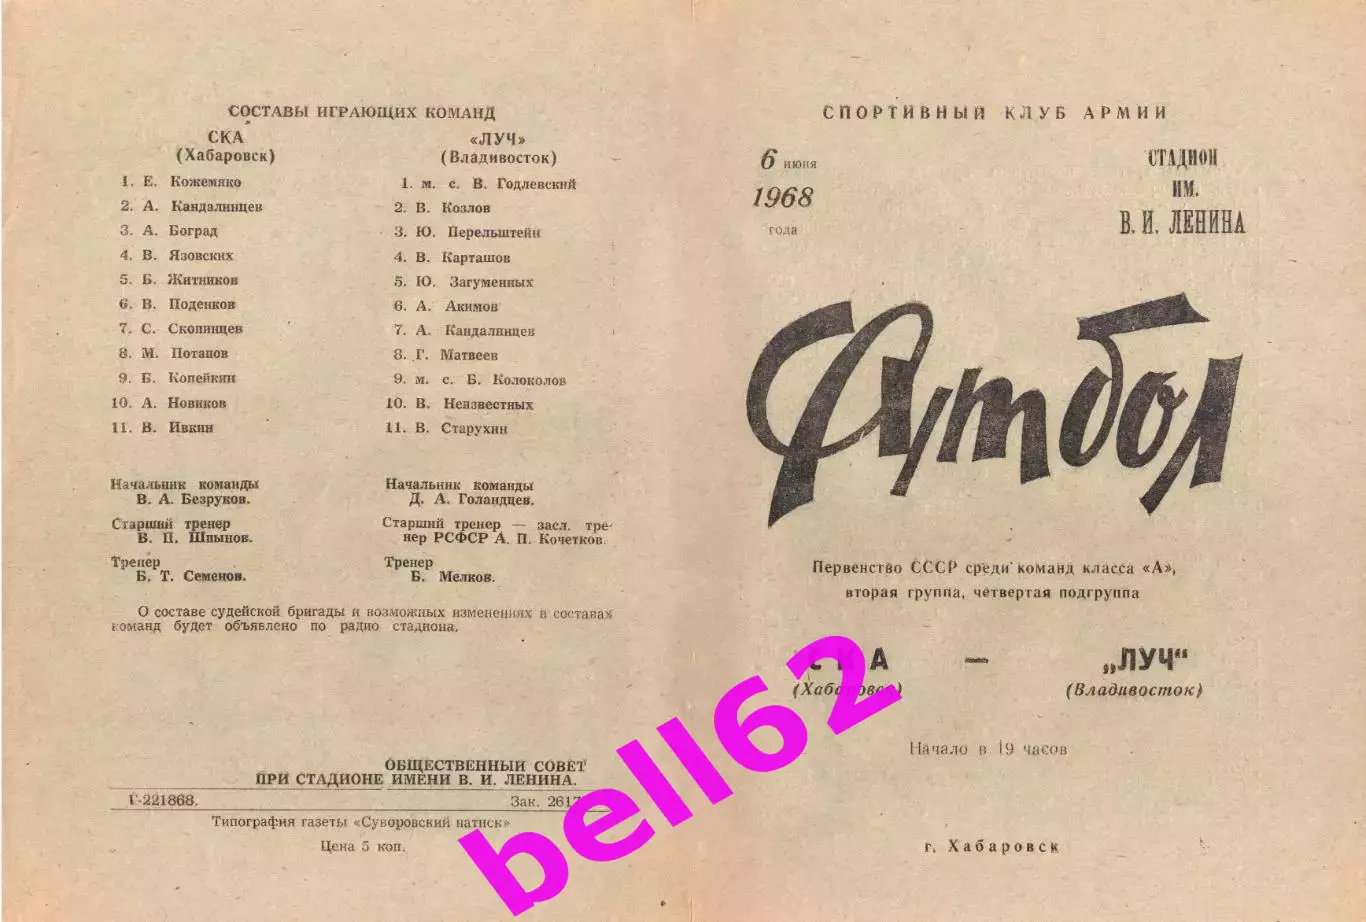 СОСТАВЫ ИГРАЮЩИХ КОМАНД
СКА
(Хабаровск)
1. Е. Кожемяко
2. А. Кандалинцев
3. А. Боград
4. В. Язовских
5. Б. Житников
6. В. Поденков
7. С. Скопинцев
8. М. Потапов
9. Б. Копейкин
10. А. Новиков
11. В. Ивкин
Начальник команды
В. А. Безруков.
Старший тренер
В. П. Шпынов.
Тренер
Б. Т. Семенов.
«ЛУЧ»
(Владивосток)
1. м. с. В. Годлевский
2. В. Козлов
3. Ю. Перельштейн
4. В. Карташов
5. Ю. Загуменных
6. А. Акимов
7. А. Кандалинцев
8. Г. Матвеев
9. м. с. Б. Колоколов
10. В. Неизвестных
11. В. Старухин
Начальник команды
Д. А. Голандцев.
Старший тренер — засл. тре-
нер РСФСР А. П. Кочетков.
Тренер
Б. Мелков.
О составе судейской бригады и возможных изменениях в составах
команд будет объявлено по радио стадиона.
ОБЩЕСТВЕННЫЙ СОВЕТ
ПРИ СТАДИОНЕ ИМЕНИ В. И. ЛЕНИНА.
Г-221868. Зак. 2617
Типография газеты «Суворовский натиск»
Цена 5 коп.
СПОРТИВНЫЙ КЛУБ АРМИИ
6 июня
1968
года
СТАДИОН
ИМ.
В. И. ЛЕНИНА
Футбол
Первенство СССР среди команд класса «А»,
вторая группа, четвертая подгруппа
СКА — „ЛУЧ“
(Хабаровск) (Владивосток)
Начало в 19 часов
г. Хабаровск
bell62